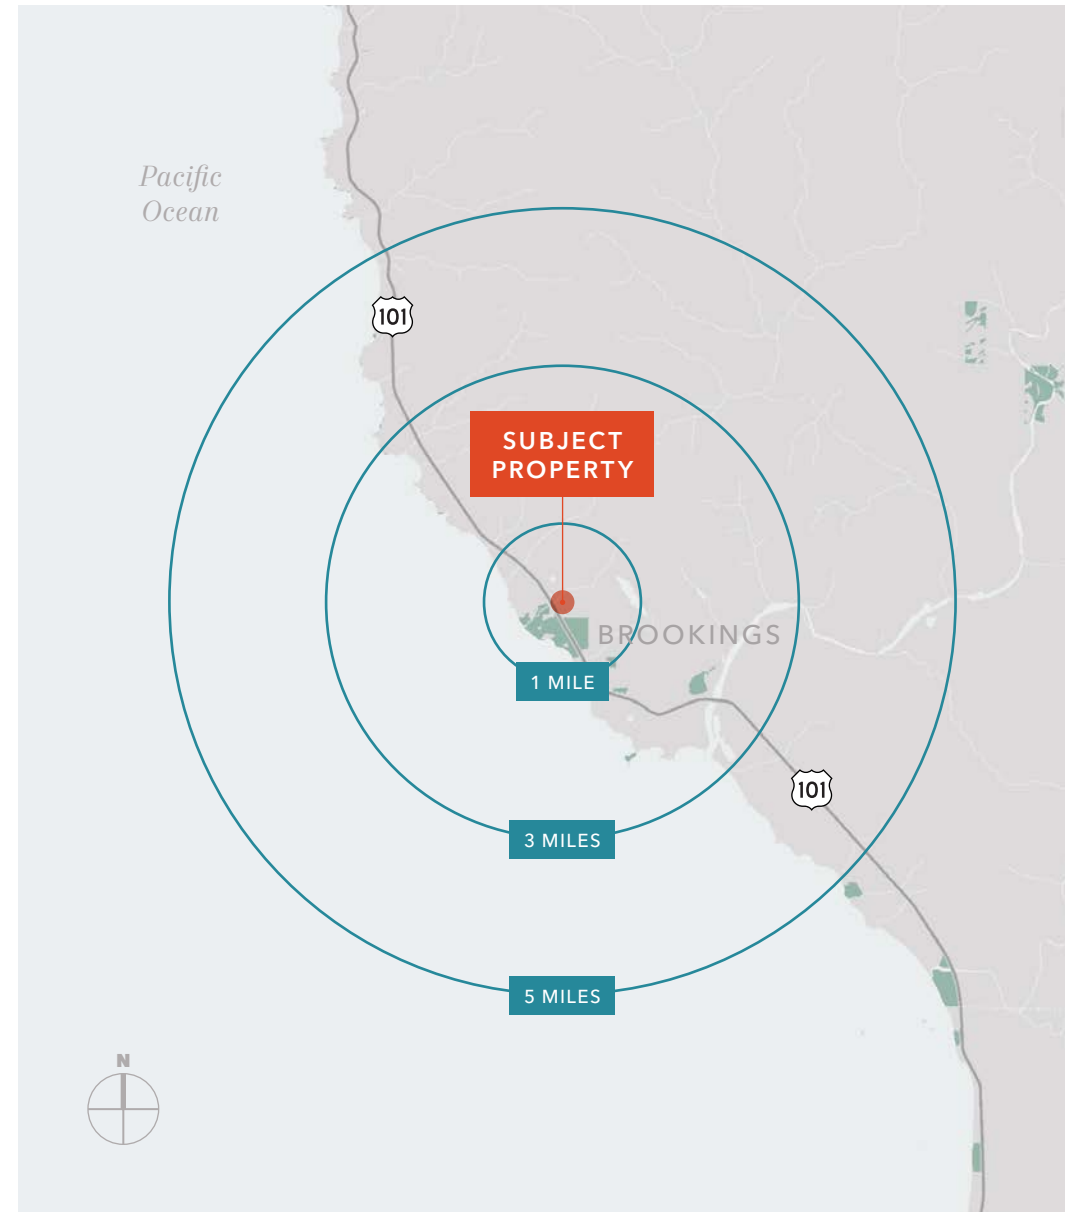 Pacific
Ocean
101
SUBJECT
PROPERTY
BROOKINGS
1 MILE
101
3 MILES
5 MILES
N